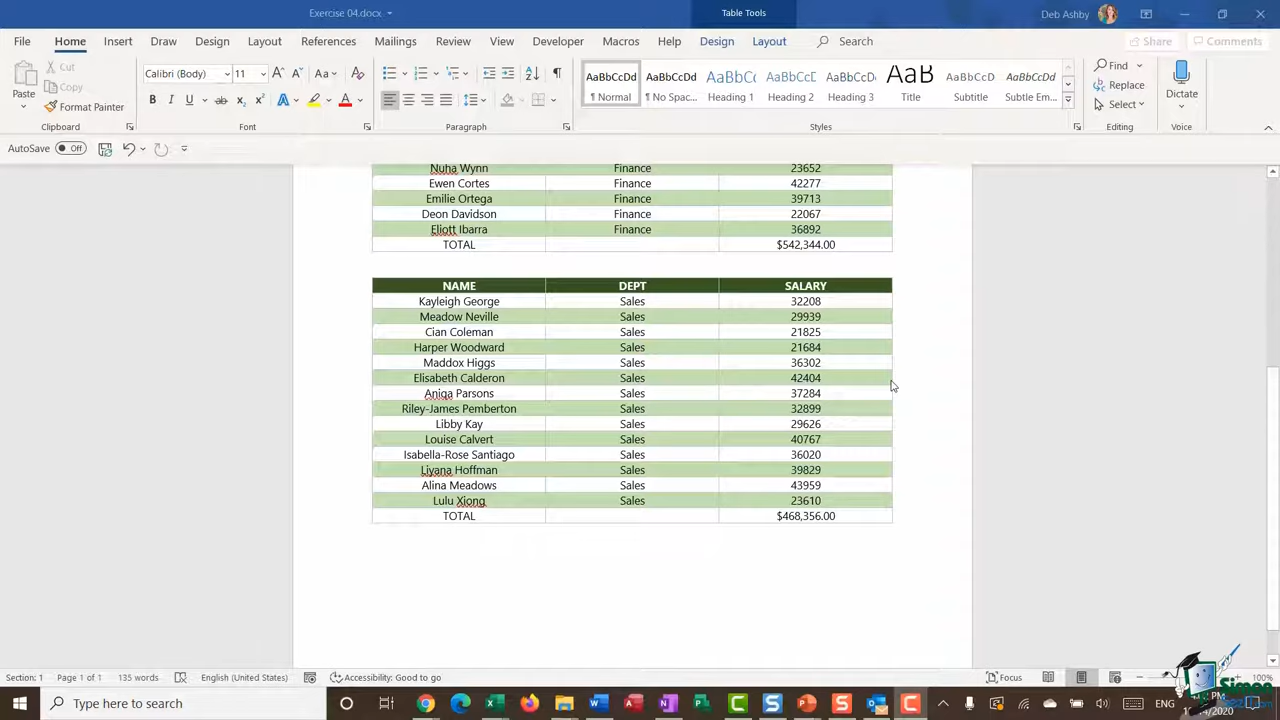 Exercise 04.docx
Table Tools
Deb Ashby
File Home Insert Draw Design Layout References Mailings Review View Developer Macros Help Design Layout Search Share Comments
Paste
Cut
Copy
Format Painter
Clipboard
Calibri (Body) 11
Font
Paragraph
AaBbCcDd
¶ Normal
AaBbCcDd
¶ No Spac...
AaBbC
Heading 1
AaBbCcD
Heading 2
AaBbCcD
AaB
Title
AaBbCcD
Subtitle
AaBbCcD
Subtle Em...
Styles
Find
Replace
Select
Editing
Dictate
Voice
AutoSave Off
Nuha Wynn Finance 23652
Ewen Cortes Finance 42277
Emilie Ortega Finance 39713
Deon Davidson Finance 22067
Eliott Ibarra Finance 36892
TOTAL $542,344.00
NAME DEPT SALARY
Kayleigh George Sales 32208
Meadow Neville Sales 29939
Cian Coleman Sales 21825
Harper Woodward Sales 21684
Maddox Higgs Sales 36302
Elisabeth Calderon Sales 42404
Aniqa Parsons Sales 37284
Riley-James Pemberton Sales 32899
Libby Kay Sales 29626
Louise Calvert Sales 40767
Isabella-Rose Santiago Sales 36020
Liyana Hoffman Sales 39829
Alina Meadows Sales 43959
Lulu Xiong Sales 23610
TOTAL $468,356.00
Section: 1 Page 1 of 1 135 words English (United States) Accessibility: Good to go Focus 100%
Type here to search
ENG
Simon